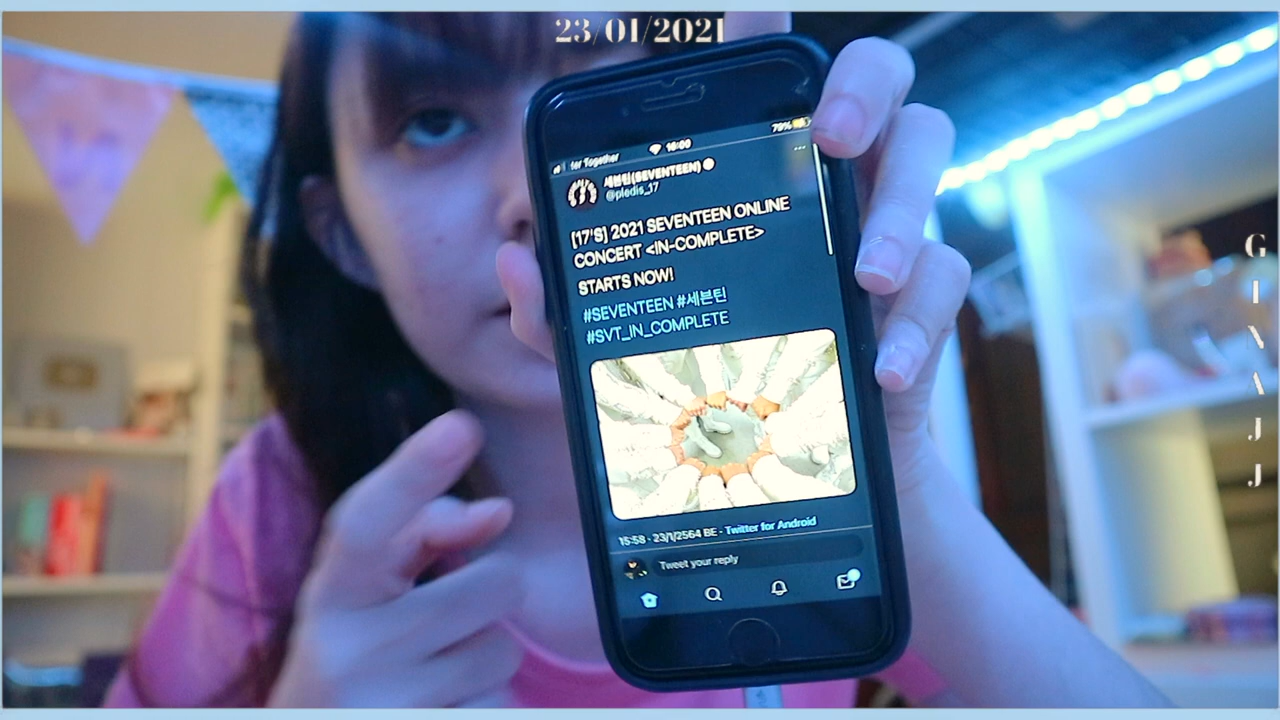 23/01/2021
79%
for Together
16:00
세븐틴(SEVENTEEN)
@pledis_17
[17'S] 2021 SEVENTEEN ONLINE
CONCERT <IN-COMPLETE>
STARTS NOW!
#SEVENTEEN #세븐틴
#SVT_IN_COMPLETE
15:58 · 23/1/2564 BE · Twitter for Android
Tweet your reply
GINAJJ